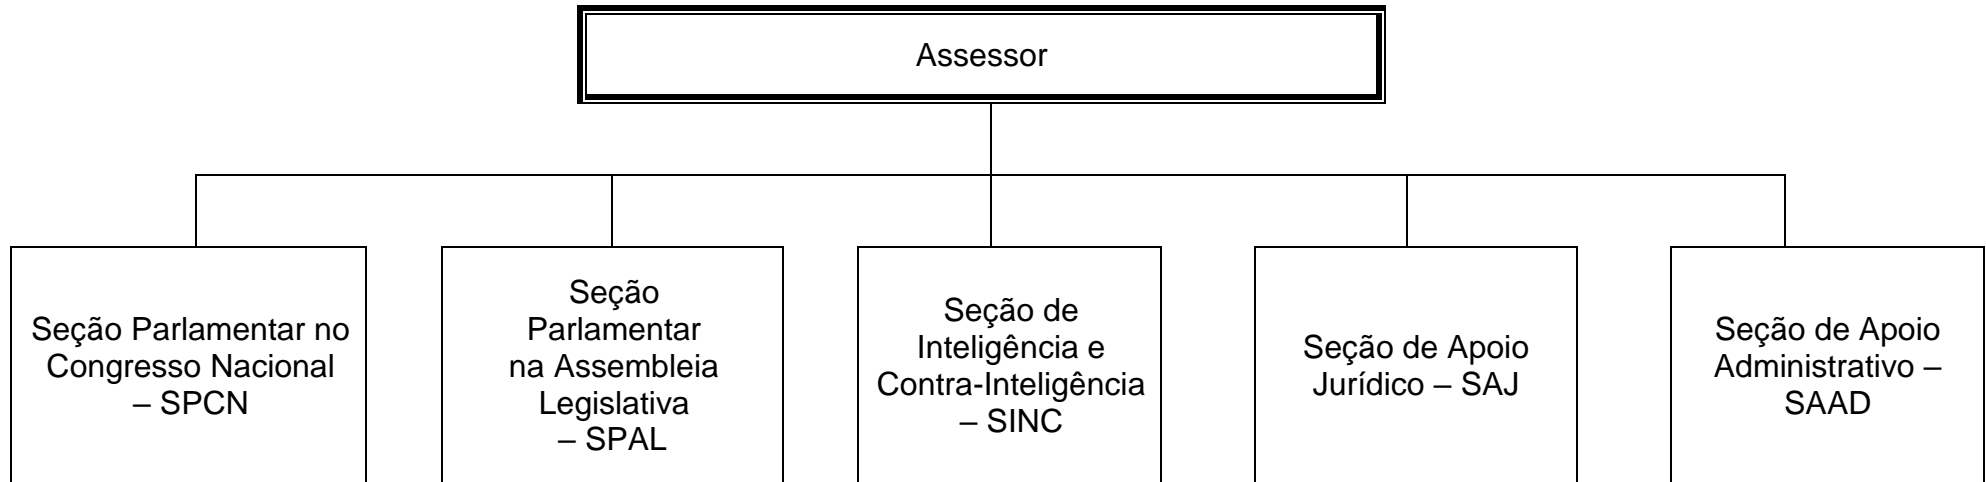 Assessor
Seção Parlamentar no
Congresso Nacional
– SPCN
Seção
Parlamentar
na Assembleia
Legislativa
– SPAL
Seção de
Inteligência e
Contra-Inteligência
– SINC
Seção de Apoio
Jurídico – SAJ
Seção de Apoio
Administrativo –
SAAD